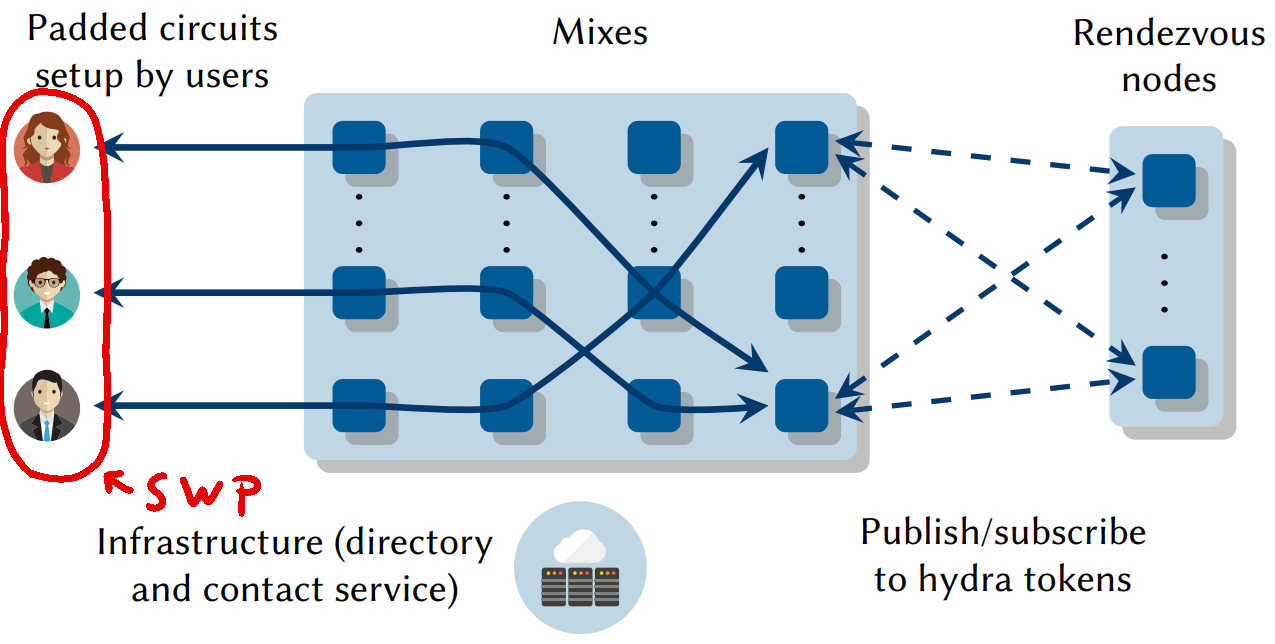 Padded circuits
setup by users
Mixes
Rendezvous
nodes
SWP
Infrastructure (directory
and contact service)
Publish/subscribe
to hydra tokens